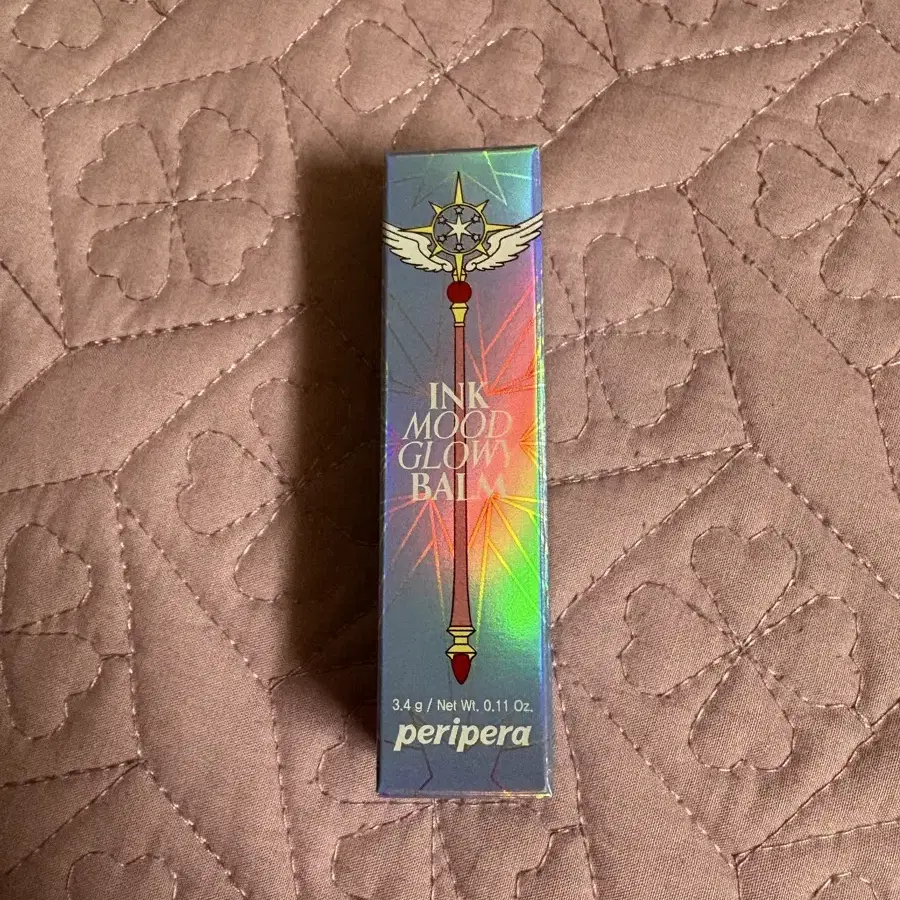 INK
MOOD
GLOWY
BALM
3.4 g / Net Wt. 0.11 Oz.
peripera